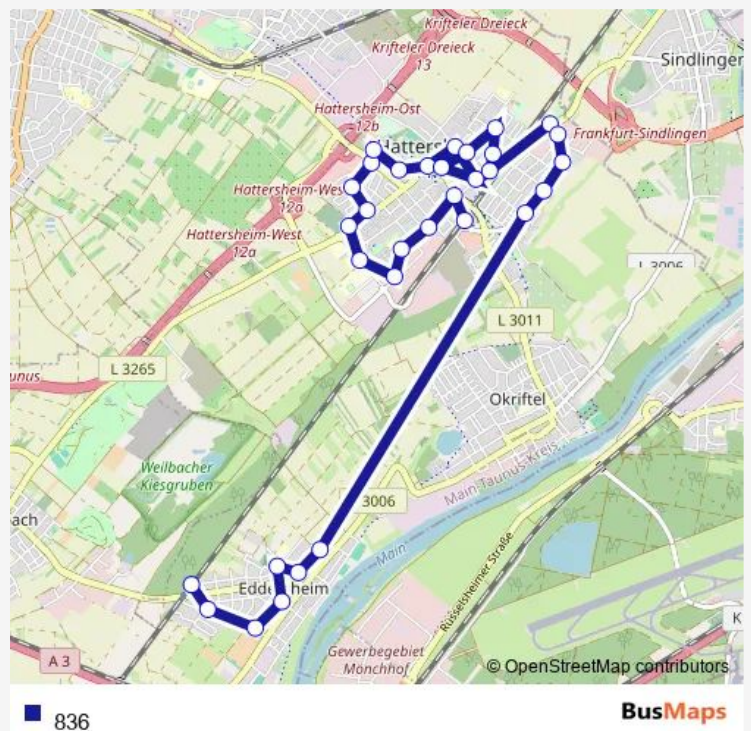 Krifteler Dreieck
Krifteler Dreieck
13
Sindlinger
Hattersheim-Ost
12b
Frankfurt-Sindlingen
Hattersheim-West
12a
Hattersheim-West
12a
L 3006
L 3011
L 3265
Okriftel
Weilbacher
Kiesgruben
Main-Taunus-Kreis
3006
ach
Main
Rüsselsheimer Straße
K
A 3
Gewerbegebiet
Mönchhof
© OpenStreetMap contributors
836
BusMaps